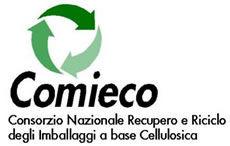 Comieco
Consorzio Nazionale Recupero e Riciclo
degli Imballaggi a base Cellulosica